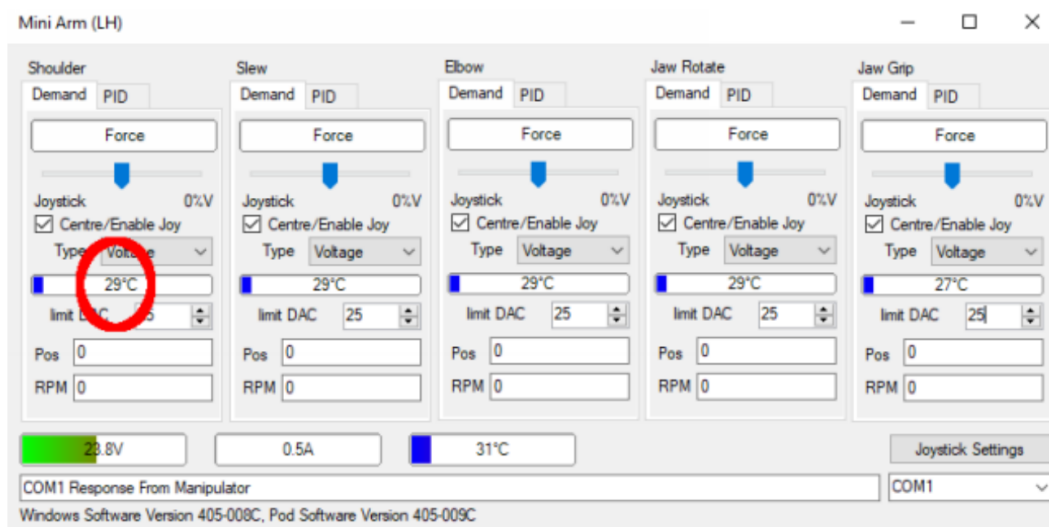 Mini Arm (LH)
Shoulder Slew Elbow Jaw Rotate Jaw Grip
Demand PID Demand PID Demand PID Demand PID Demand PID
Force Force Force Force Force
Joystick 0%V Joystick 0%V Joystick 0%V Joystick 0%V Joystick 0%V
Centre/Enable Joy Centre/Enable Joy Centre/Enable Joy Centre/Enable Joy Centre/Enable Joy
Type Voltage Type Voltage Type Voltage Type Voltage Type Voltage
29°C 29°C 29°C 29°C 27°C
limit DAC limit DAC 25 limit DAC 25 limit DAC 25 limit DAC 25
Pos 0 Pos 0 Pos 0 Pos 0 Pos 0
RPM 0 RPM 0 RPM 0 RPM 0 RPM 0
23.8V 0.5A 31°C Joystick Settings
COM1 Response From Manipulator COM1
Windows Software Version 405-008C, Pod Software Version 405-009C